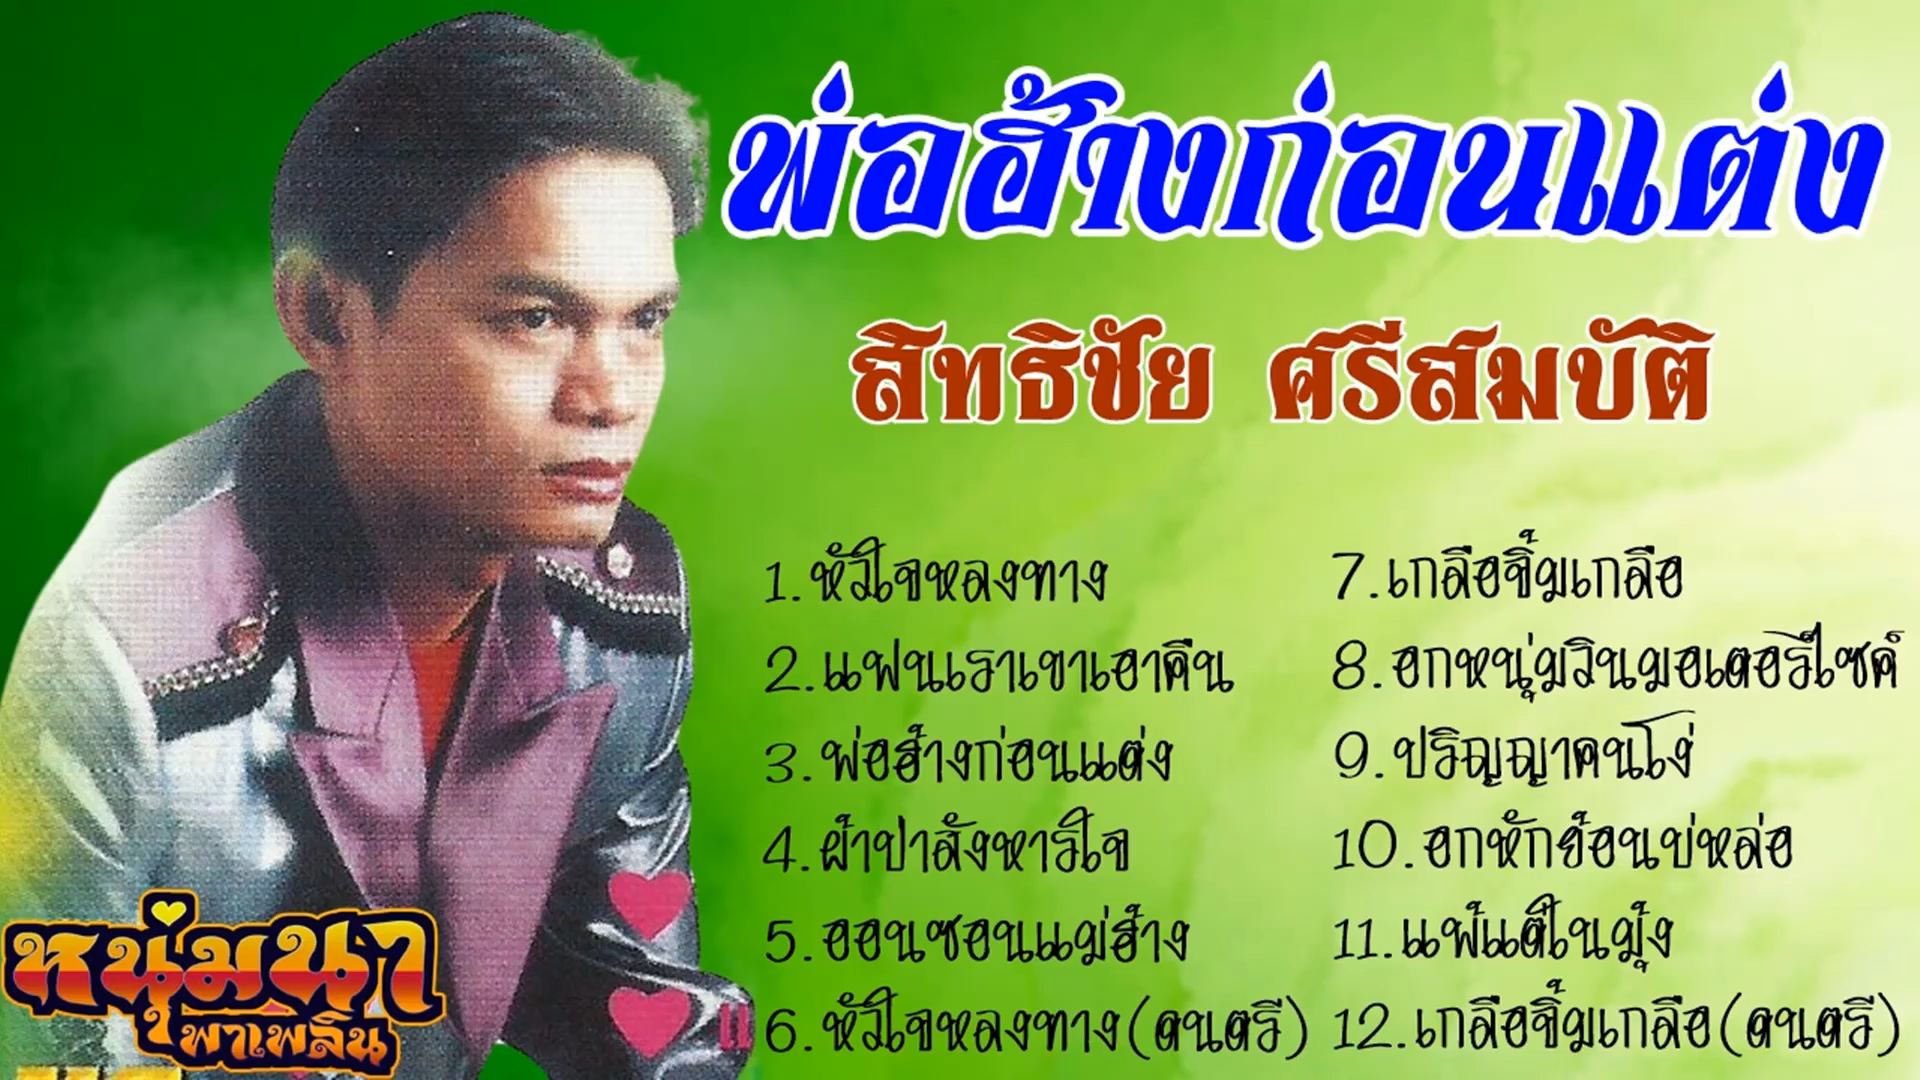 พ่อฮ้างก่อนแต่ง
สิทธิชัย ศรีสมบัติ
1.หัวใจหลงทาง
2.แฟนเราเขาเอาคืน
3.พ่อฮ้างก่อนแต่ง
4.ผ้าป่าสังหารใจ
5.ออนซอนแม่ฮ้าง
6.หัวใจหลงทาง(ดนตรี)
7.เกลือจิ้มเกลือ
8.อกหนุ่มวินมอเตอร์ไซค์
9.ปริญญาคนโง่
10.อกหักย้อนบ่หล่อ
11.แพ้แต๊ในมุ้ง
12.เกลือจิ้มเกลือ(ดนตรี)
หนุ่มนา
พาเพลิน